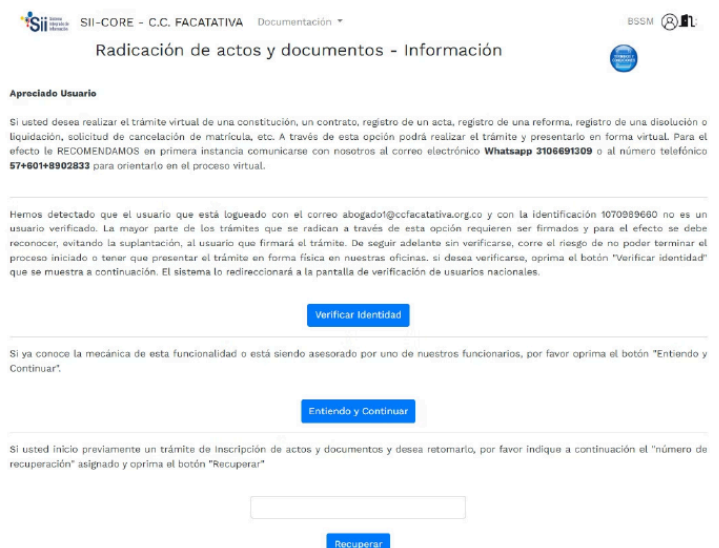 Sii
SII-CORE - C.C. FACATATIVA Documentación
BSSM
Radicación de actos y documentos - Información
Apreciado Usuario
Si usted desea realizar el trámite virtual de una constitución, un contrato, registro de un acta, registro de una reforma, registro de una disolución o
liquidación, solicitud de cancelación de matrícula, etc. A través de esta opción podrá realizar el trámite y presentarlo en forma virtual. Para el
efecto le RECOMENDAMOS en primera instancia comunicarse con nosotros al correo electrónico Whatsapp 3106691309 o al número telefónico
57+601+8902833 para orientarlo en el proceso virtual.
Hemos detectado que el usuario que está logueado con el correo abogado1@ccfacatativa.org.co y con la identificación 1070989660 no es un
usuario verificado. La mayor parte de los trámites que se radican a través de esta opción requieren ser firmados y para el efecto se debe
reconocer, evitando la suplantación, al usuario que firmará el trámite. De seguir adelante sin verificarse, corre el riesgo de no poder terminar el
proceso iniciado o tener que presentar el trámite en forma física en nuestras oficinas. si desea verificarse, oprima el botón "Verificar identidad"
que se muestra a continuación. El sistema lo redireccionará a la pantalla de verificación de usuarios nacionales.
Verificar Identidad
Si ya conoce la mecánica de esta funcionalidad o está siendo asesorado por uno de nuestros funcionarios, por favor oprima el botón "Entiendo y
Continuar".
Entiendo y Continuar
Si usted inicio previamente un trámite de Inscripción de actos y documentos y desea retomarlo, por favor indique a continuación el "número de
recuperación" asignado y oprima el botón "Recuperar"
Recuperar